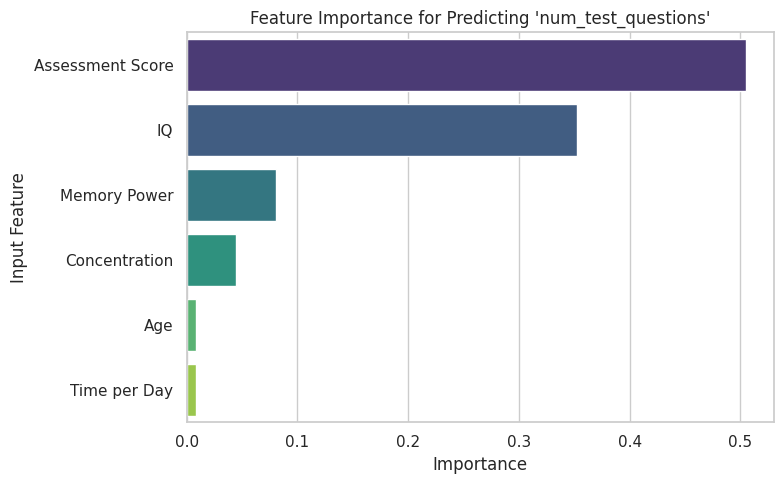 Feature Importance for Predicting 'num_test_questions'
Input Feature
Assessment Score
IQ
Memory Power
Concentration
Age
Time per Day
0.0 0.1 0.2 0.3 0.4 0.5
Importance